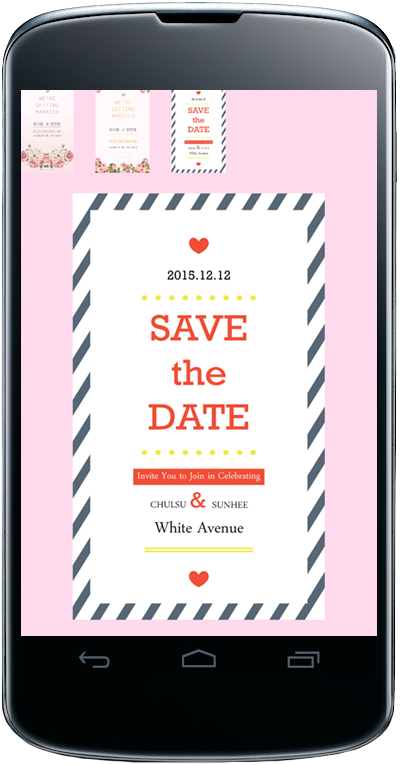 WE'RE
GETTING
MARRIED
WE'RE
GETTING
MARRIED
SAVE
the
DATE
2015.12.12
SAVE
the
DATE
Invite You to Join in Celebrating
CHULSU & SUNHEE
White Avenue